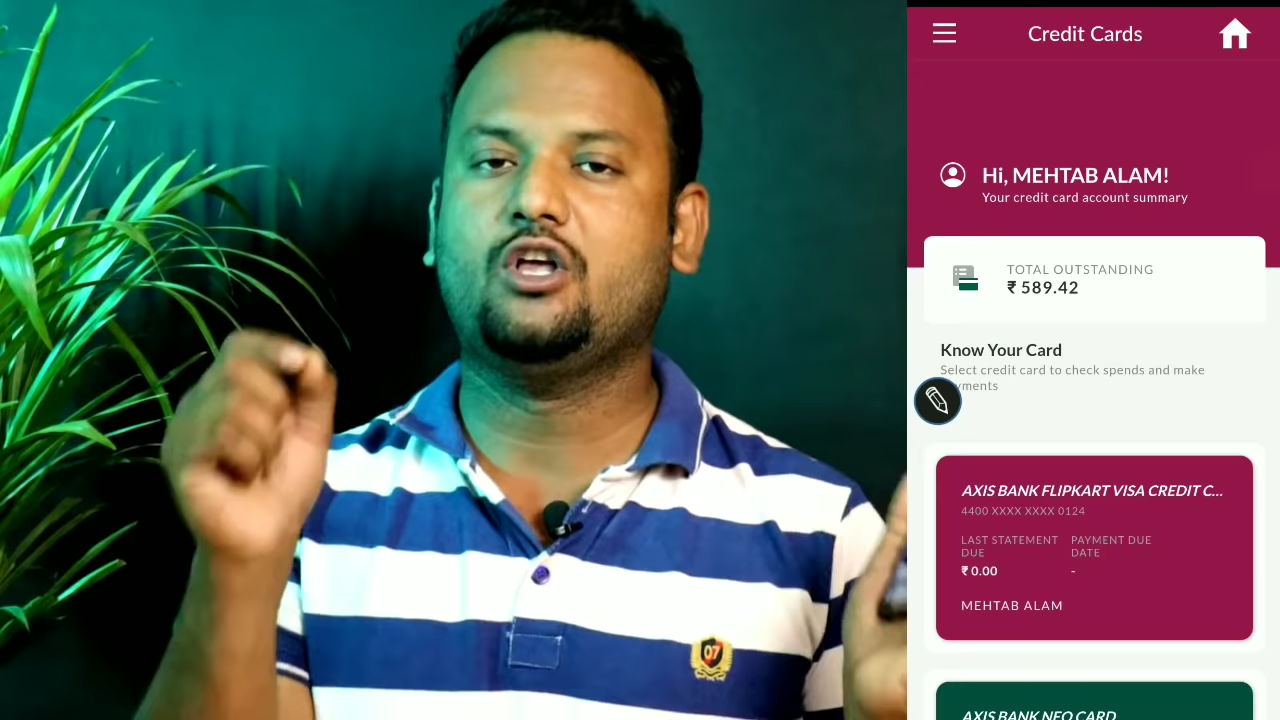 Credit Cards
Hi, MEHTAB ALAM!
Your credit card account summary
TOTAL OUTSTANDING
₹ 589.42
Know Your Card
Select credit card to check spends and make
yments
AXIS BANK FLIPKART VISA CREDIT C...
4400 XXXX XXXX 0124
LAST STATEMENT DUE
PAYMENT DUE DATE
₹ 0.00
-
MEHTAB ALAM
AXIS BANK NEO CARD
07